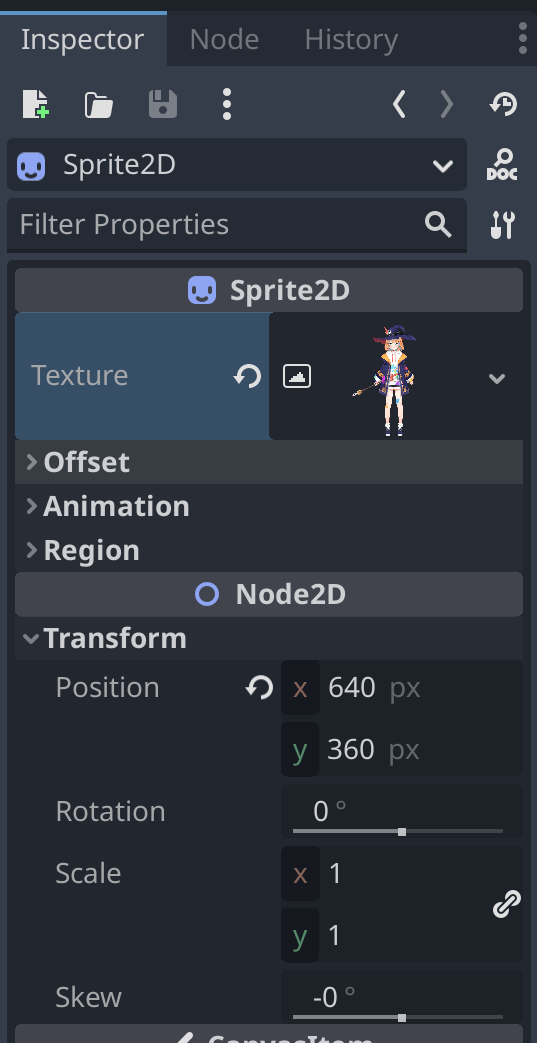 Inspector Node History
Sprite2D
DOC
Filter Properties
Sprite2D
Texture
Offset
Animation
Region
Node2D
Transform
Position x 640 px
y 360 px
Rotation 0 °
Scale x 1
y 1
Skew -0 °
CanvasItem